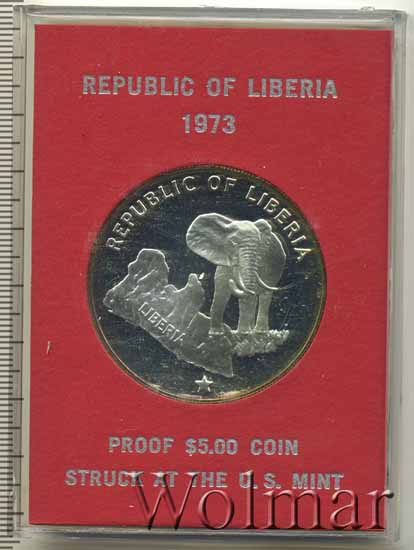 REPUBLIC OF LIBERIA
1973
REPUBLIC OF LIBERIA
LIBERIA
PROOF $5.00 COIN
STRUCK AT THE U.S. MINT
Wolmar